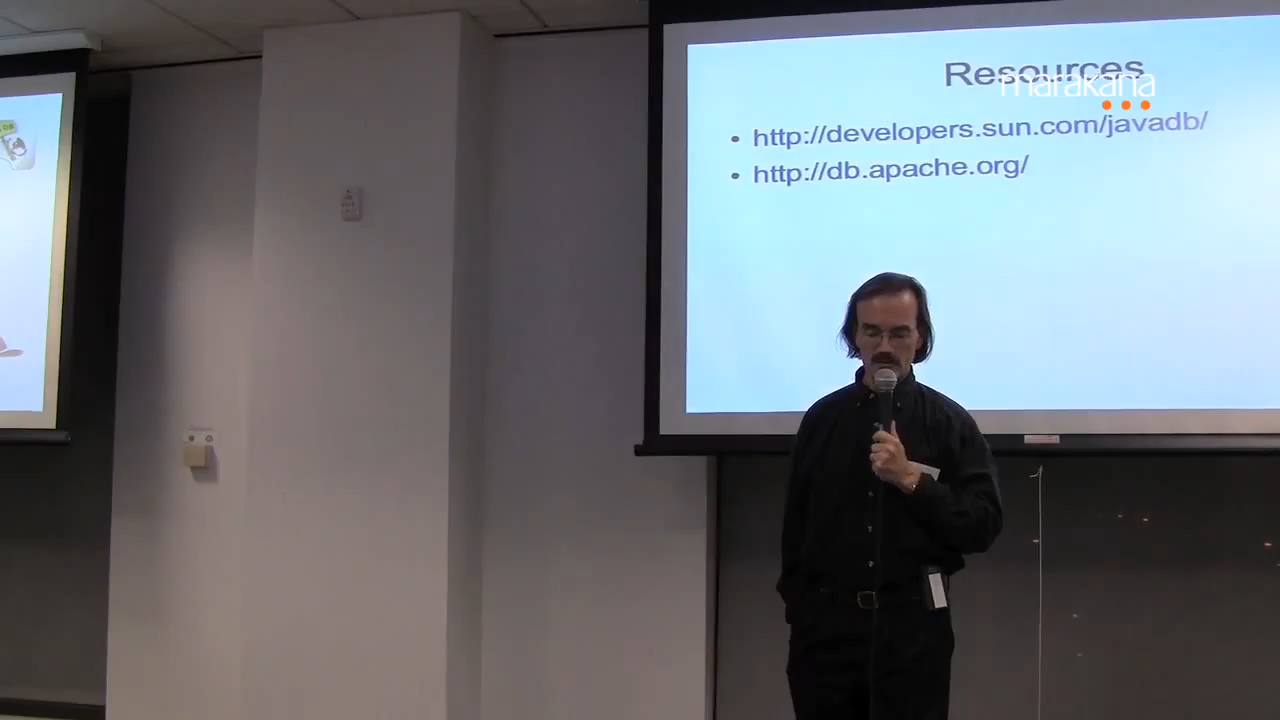 Resources
marakana
• http://developers.sun.com/javadb/
• http://db.apache.org/